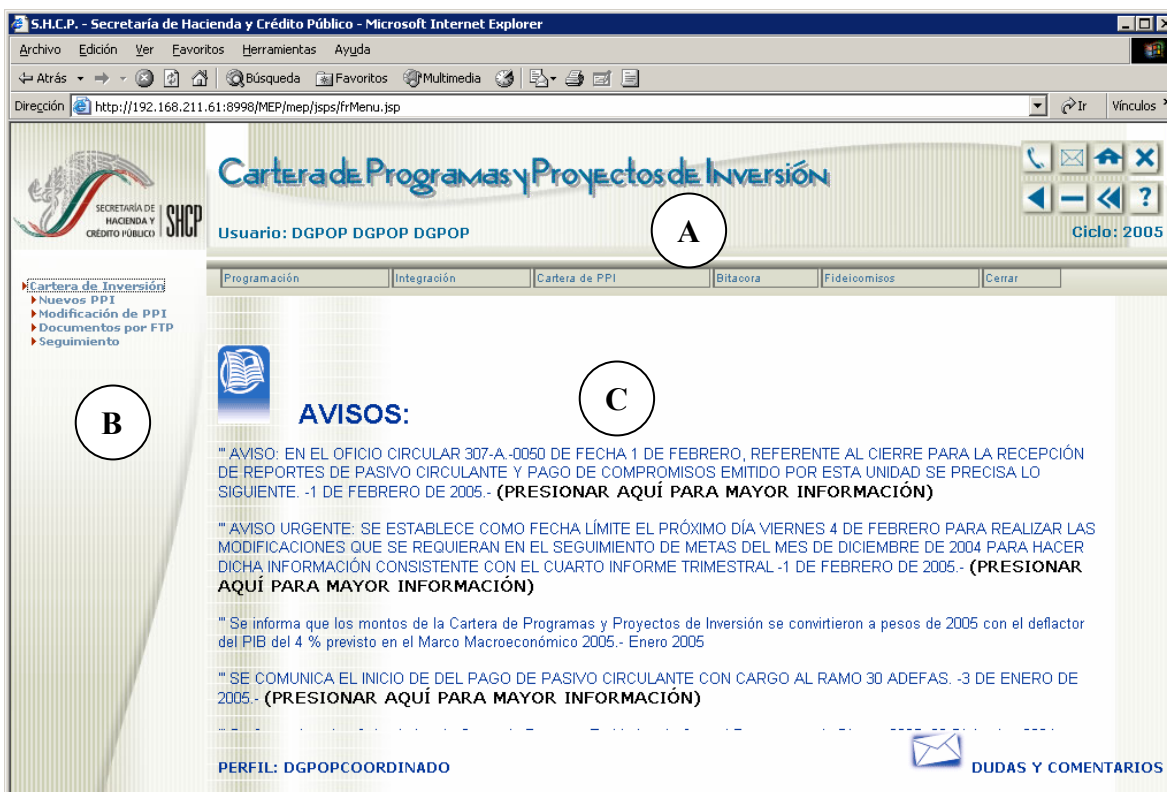 S.H.C.P. - Secretaría de Hacienda y Crédito Público - Microsoft Internet Explorer
Archivo Edición Ver Favoritos Herramientas Ayuda
Atrás Búsqueda Favoritos Multimedia
Dirección http://192.168.211.61:8998/MEP/mep/jsps/frMenu.jsp Ir Vínculos
SECRETARÍA DE
HACIENDA Y
CRÉDITO PÚBLICO
SHCP
Cartera de Programas y Proyectos de Inversión
Usuario: DGPOP DGPOP DGPOP
A
Ciclo: 2005
Programación Integración Cartera de PPI Bitacora Fideicomisos Cerrar
Cartera de Inversión
Nuevos PPI
Modificación de PPI
Documentos por FTP
Seguimiento
B
C
AVISOS:
" AVISO: EN EL OFICIO CIRCULAR 307-A.-0050 DE FECHA 1 DE FEBRERO, REFERENTE AL CIERRE PARA LA RECEPCIÓN
DE REPORTES DE PASIVO CIRCULANTE Y PAGO DE COMPROMISOS EMITIDO POR ESTA UNIDAD SE PRECISA LO
SIGUIENTE. -1 DE FEBRERO DE 2005.- (PRESIONAR AQUÍ PARA MAYOR INFORMACIÓN)
" AVISO URGENTE: SE ESTABLECE COMO FECHA LÍMITE EL PRÓXIMO DÍA VIERNES 4 DE FEBRERO PARA REALIZAR LAS
MODIFICACIONES QUE SE REQUIERAN EN EL SEGUIMIENTO DE METAS DEL MES DE DICIEMBRE DE 2004 PARA HACER
DICHA INFORMACIÓN CONSISTENTE CON EL CUARTO INFORME TRIMESTRAL -1 DE FEBRERO DE 2005.- (PRESIONAR
AQUÍ PARA MAYOR INFORMACIÓN)
" Se informa que los montos de la Cartera de Programas y Proyectos de Inversión se convirtieron a pesos de 2005 con el deflactor
del PIB del 4 % previsto en el Marco Macroeconómico 2005.- Enero 2005
" SE COMUNICA EL INICIO DE DEL PAGO DE PASIVO CIRCULANTE CON CARGO AL RAMO 30 ADEFAS. -3 DE ENERO DE
2005.- (PRESIONAR AQUÍ PARA MAYOR INFORMACIÓN)
PERFIL: DGPOPCOORDINADO
DUDAS Y COMENTARIOS